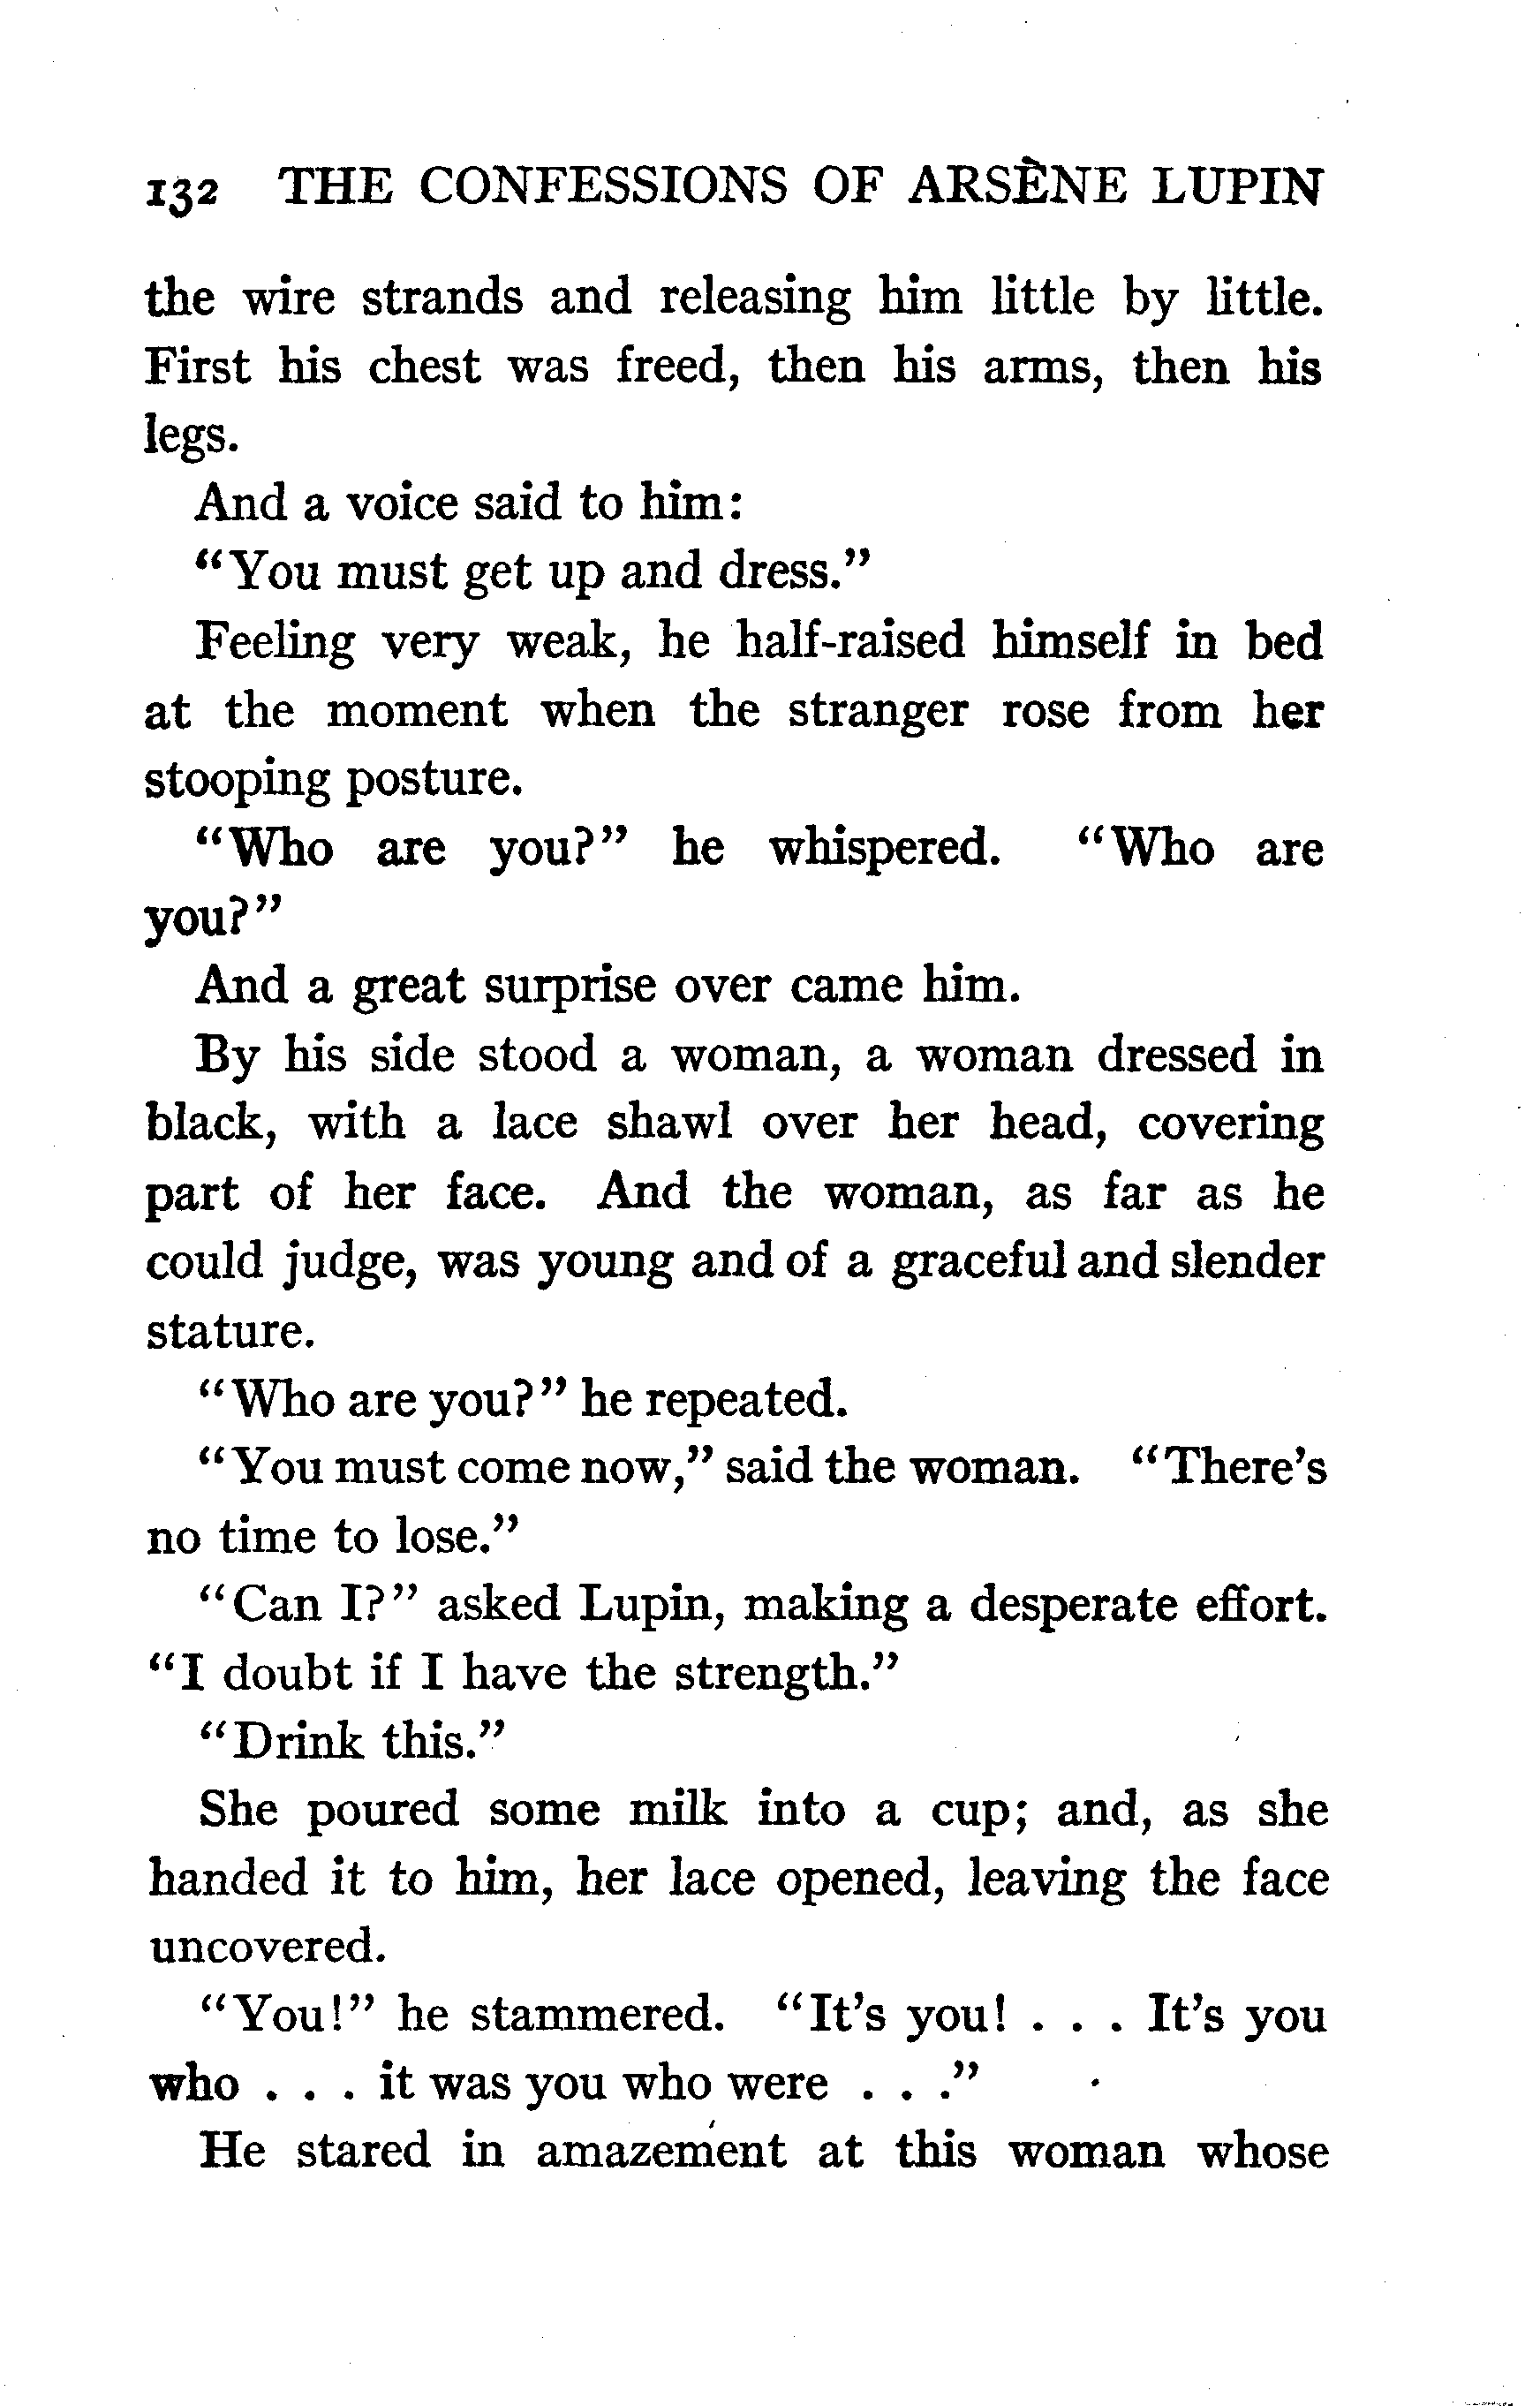 132 THE CONFESSIONS OF ARSÈNE LUPIN
the wire strands and releasing him little by little.
First his chest was freed, then his arms, then his
legs.
And a voice said to him:
"You must get up and dress."
Feeling very weak, he half-raised himself in bed
at the moment when the stranger rose from her
stooping posture.
"Who are you?" he whispered. "Who are
you?"
And a great surprise over came him.
By his side stood a woman, a woman dressed in
black, with a lace shawl over her head, covering
part of her face. And the woman, as far as he
could judge, was young and of a graceful and slender
stature.
"Who are you?" he repeated.
"You must come now," said the woman. "There's
no time to lose."
"Can I?" asked Lupin, making a desperate effort.
"I doubt if I have the strength."
"Drink this."
She poured some milk into a cup; and, as she
handed it to him, her lace opened, leaving the face
uncovered.
"You!" he stammered. "It's you! . . . It's you
who . . . it was you who were . . ."
He stared in amazement at this woman whose